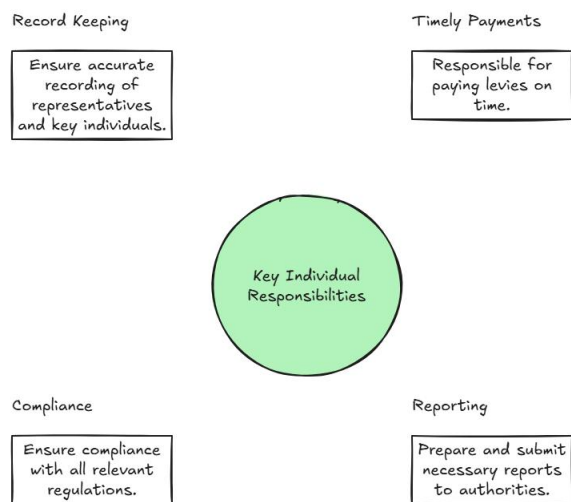 Record Keeping
Ensure accurate
recording of
representatives
and key individuals.
Timely Payments
Responsible for
paying levies on
time.
Key Individual
Responsibilities
Compliance
Ensure compliance
with all relevant
regulations.
Reporting
Prepare and submit
necessary reports
to authorities.